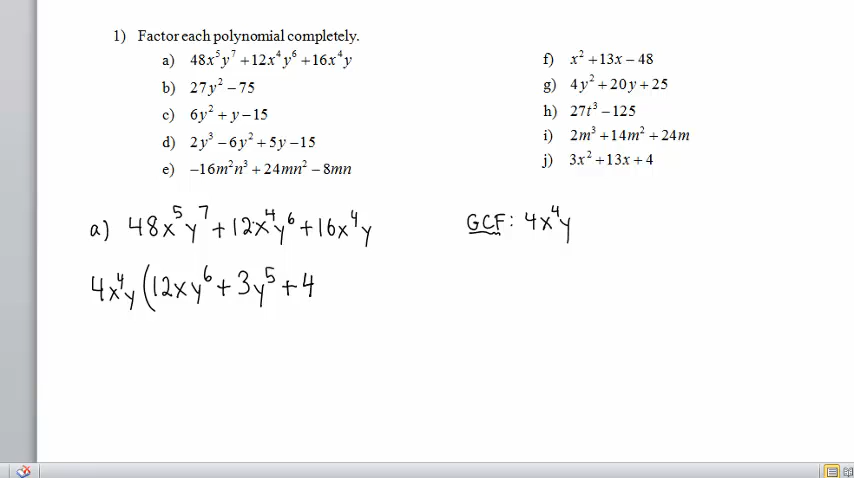 1) Factor each polynomial completely.
a) 48x⁵y⁷ +12x⁴y⁶ +16x⁴y
b) 27y² − 75
c) 6y² + y −15
d) 2y³ − 6y² + 5y −15
e) −16m²n³ + 24mn² − 8mn
f) x² +13x − 48
g) 4y² + 20y + 25
h) 27t³ −125
i) 2m³ +14m² + 24m
j) 3x² +13x + 4
a) 48x⁵y⁷ + 12x⁴y⁶ + 16x⁴y
GCF: 4x⁴y
4x⁴y (12xy⁶ + 3y⁵ + 4